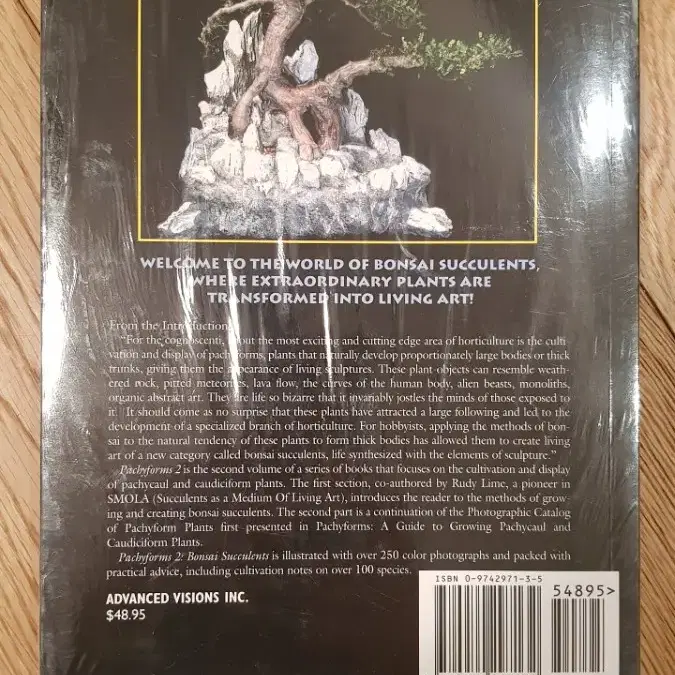 WELCOME TO THE WORLD OF BONSAI SUCCULENTS,
WHERE EXTRAORDINARY PLANTS ARE
TRANSFORMED INTO LIVING ART!
From the Introduction
"For the cognoscenti, about the most exciting and cutting edge area of horticulture is the culti-
vation and display of pachyforms, plants that naturally develop proportionately large bodies or thick
trunks, giving them the appearance of living sculptures. These plant objects can resemble weath-
ered rock, pitted meteorites, lava flow, the curves of the human body, alien beasts, monoliths,
organic abstract art. They are life so bizarre that it invariably jostles the minds of those exposed to
it. It should come as no surprise that these plants have attracted a large following and led to the
development of a specialized branch of horticulture. For hobbyists, applying the methods of bon-
sai to the natural tendency of these plants to form thick bodies has allowed them to create living
art of a new category called bonsai succulents, life synthesized with the elements of sculpture."
Pachyforms 2 is the second volume of a series of books that focuses on the cultivation and display
of pachycaul and caudiciform plants. The first section, co-authored by Rudy Lime, a pioneer in
SMOLA (Succulents as a Medium Of Living Art), introduces the reader to the methods of grow-
ing and creating bonsai succulents. The second part is a continuation of the Photographic Catalog
of Pachyform Plants first presented in Pachyforms: A Guide to Growing Pachycaul and
Caudiciform Plants.
Pachyforms 2: Bonsai Succulents is illustrated with over 250 color photographs and packed with
practical advice, including cultivation notes on over 100 species.
ISBN 0-9742971-3-5
54895>
ADVANCED VISIONS INC.
$48.95